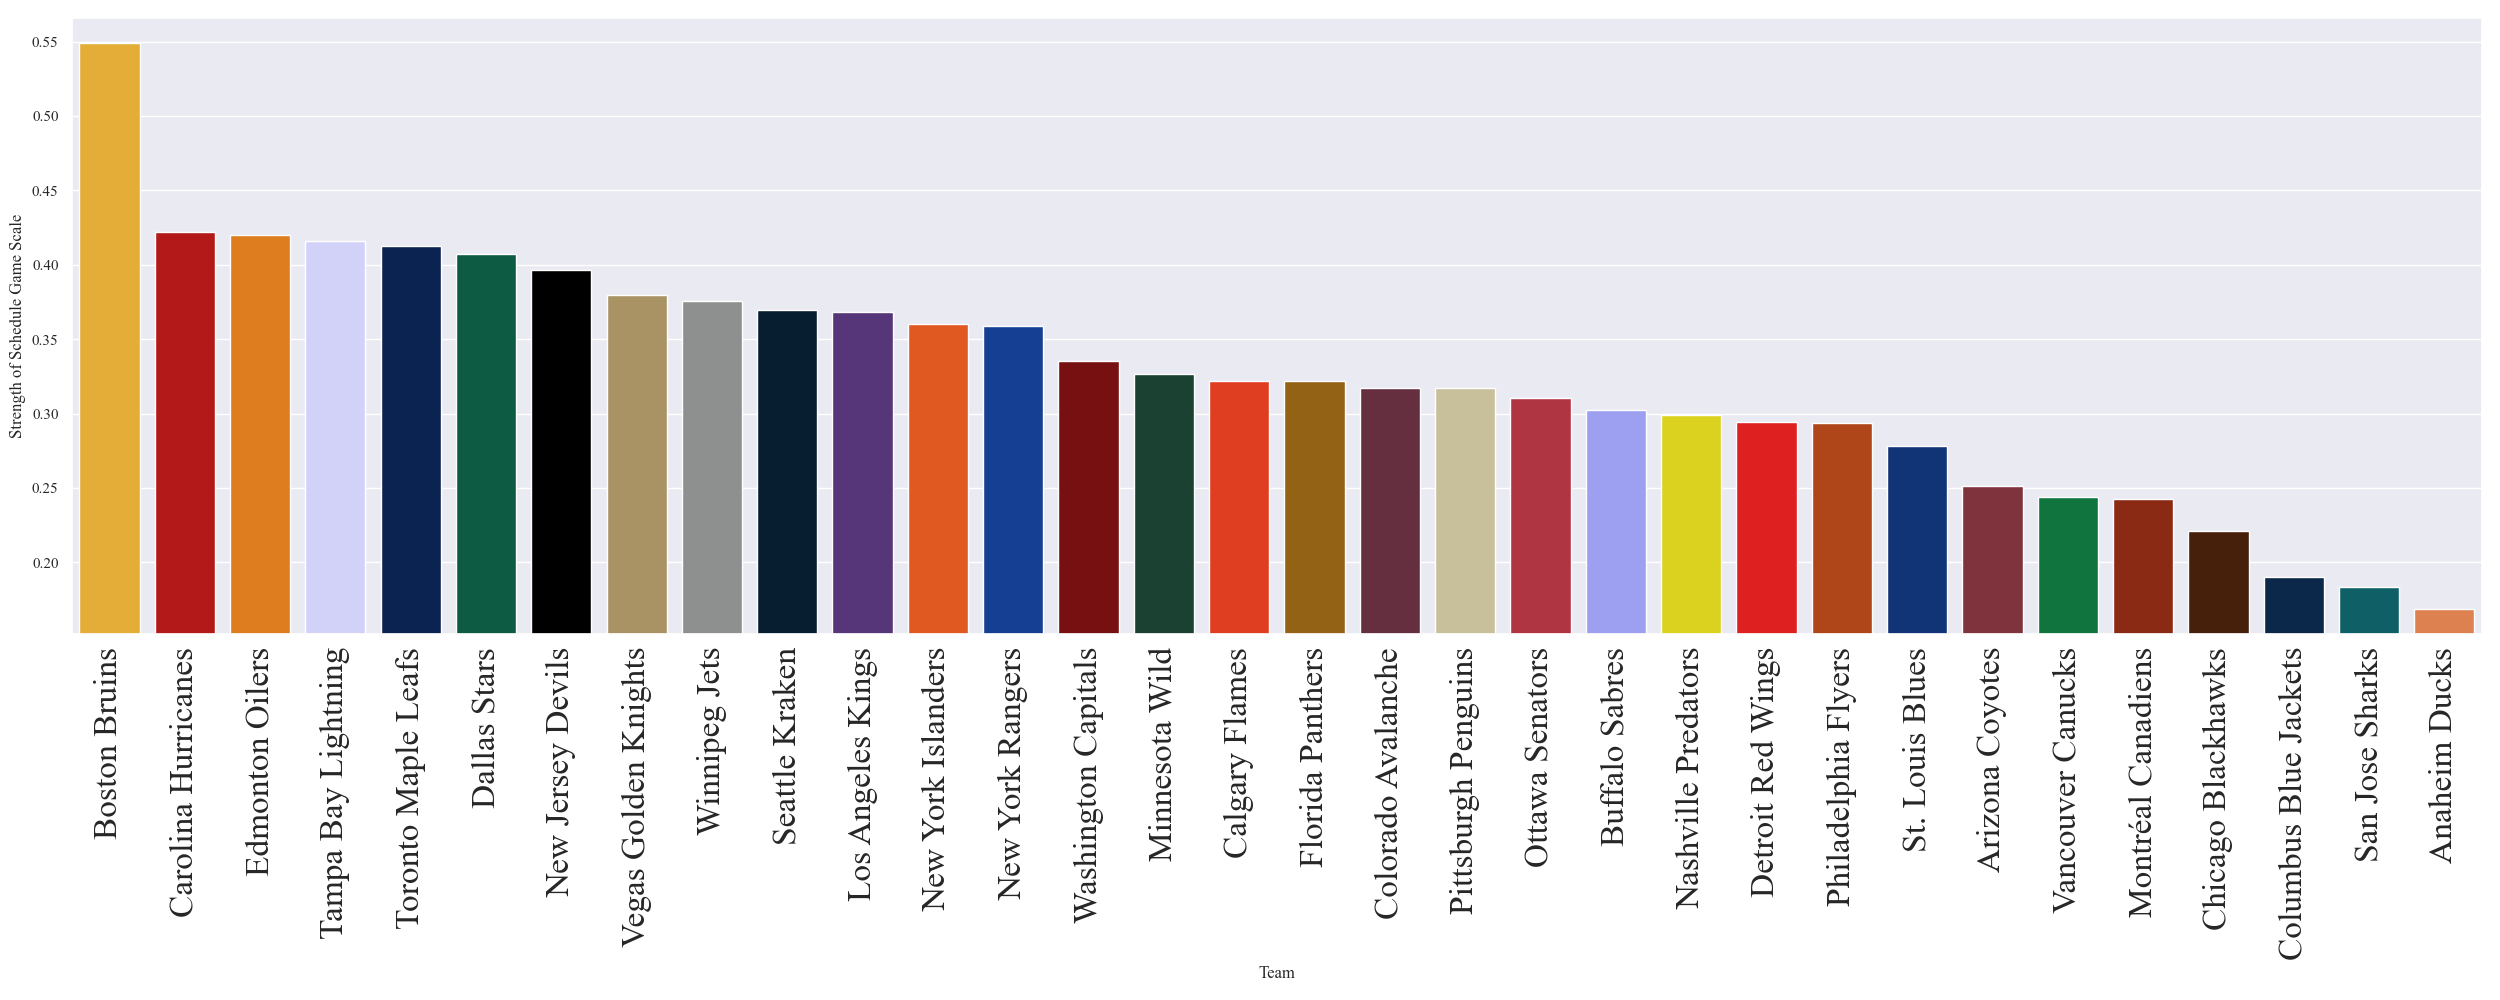 0.55
0.50
0.45
0.40
0.35
0.30
0.25
0.20
Strength of Schedule Game Scale
Boston Bruins
Carolina Hurricanes
Edmonton Oilers
Tampa Bay Lightning
Toronto Maple Leafs
Dallas Stars
New Jersey Devils
Vegas Golden Knights
Winnipeg Jets
Seattle Kraken
Los Angeles Kings
New York Islanders
New York Rangers
Washington Capitals
Minnesota Wild
Calgary Flames
Florida Panthers
Colorado Avalanche
Pittsburgh Penguins
Ottawa Senators
Buffalo Sabres
Nashville Predators
Detroit Red Wings
Philadelphia Flyers
St. Louis Blues
Arizona Coyotes
Vancouver Canucks
Montréal Canadiens
Chicago Blackhawks
Columbus Blue Jackets
San Jose Sharks
Anaheim Ducks
Team